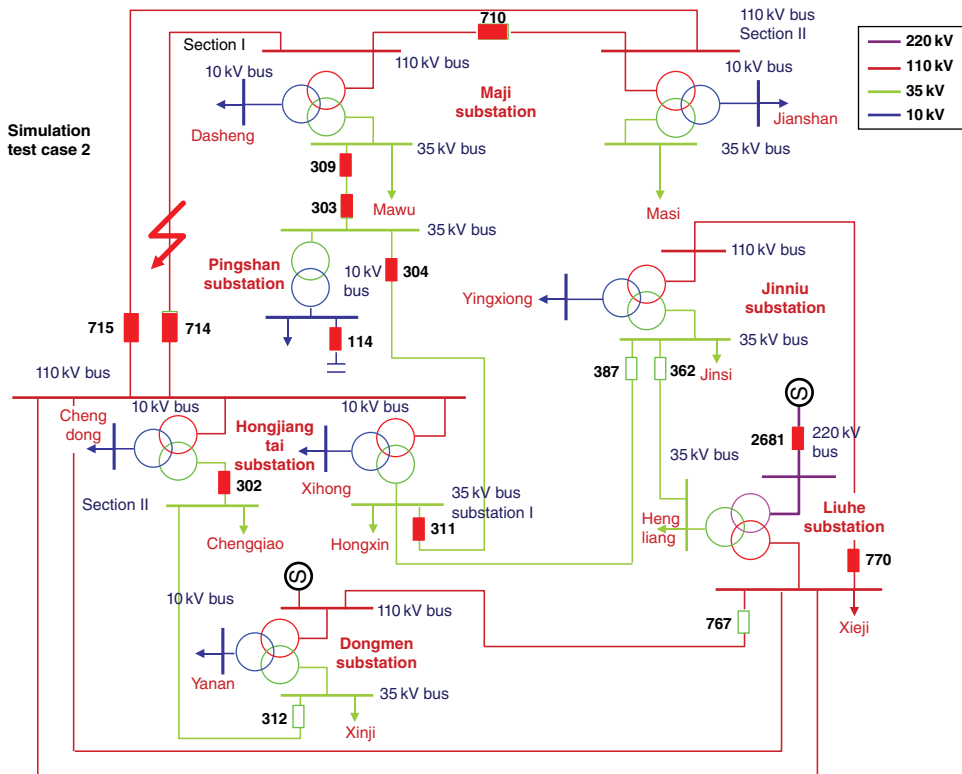 710
110 kV bus
Section II
Section I
110 kV bus
10 kV bus
10 kV bus
220 kV
110 kV
35 kV
10 kV
Maji
substation
Dasheng
Jianshan
Simulation
test case 2
35 kV bus
35 kV bus
309
303
Mawu
Masi
35 kV bus
Pingshan
substation
10 kV
bus
304
110 kV bus
Yingxiong
Jinniu
substation
715
714
114
35 kV bus
387
362
Jinsi
110 kV bus
S
Cheng
dong
10 kV bus
10 kV bus
Hongjiang
tai
substation
2681
220 kV
bus
35 kV bus
302
Xihong
Section II
35 kV bus
substation I
311
Liuhe
substation
Heng
liang
Chengqiao
Hongxin
770
S
10 kV bus
110 kV bus
767
Xieji
Dongmen
substation
Yanan
35 kV bus
312
Xinji